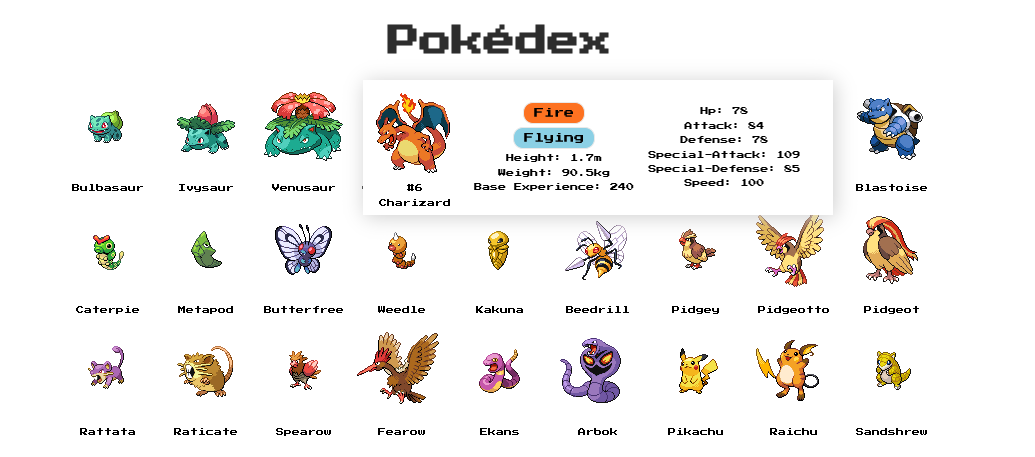 Pokédex
Fire
Flying
Height: 1.7m
Weight: 90.5kg
Base Experience: 240
Hp: 78
Attack: 84
Defense: 78
Special-Attack: 109
Special-Defense: 85
Speed: 100
#6
Charizard
Bulbasaur Ivysaur Venusaur Blastoise
Caterpie Metapod Butterfree Weedle Kakuna Beedrill Pidgey Pidgeotto Pidgeot
Rattata Raticate Spearow Fearow Ekans Arbok Pikachu Raichu Sandshrew